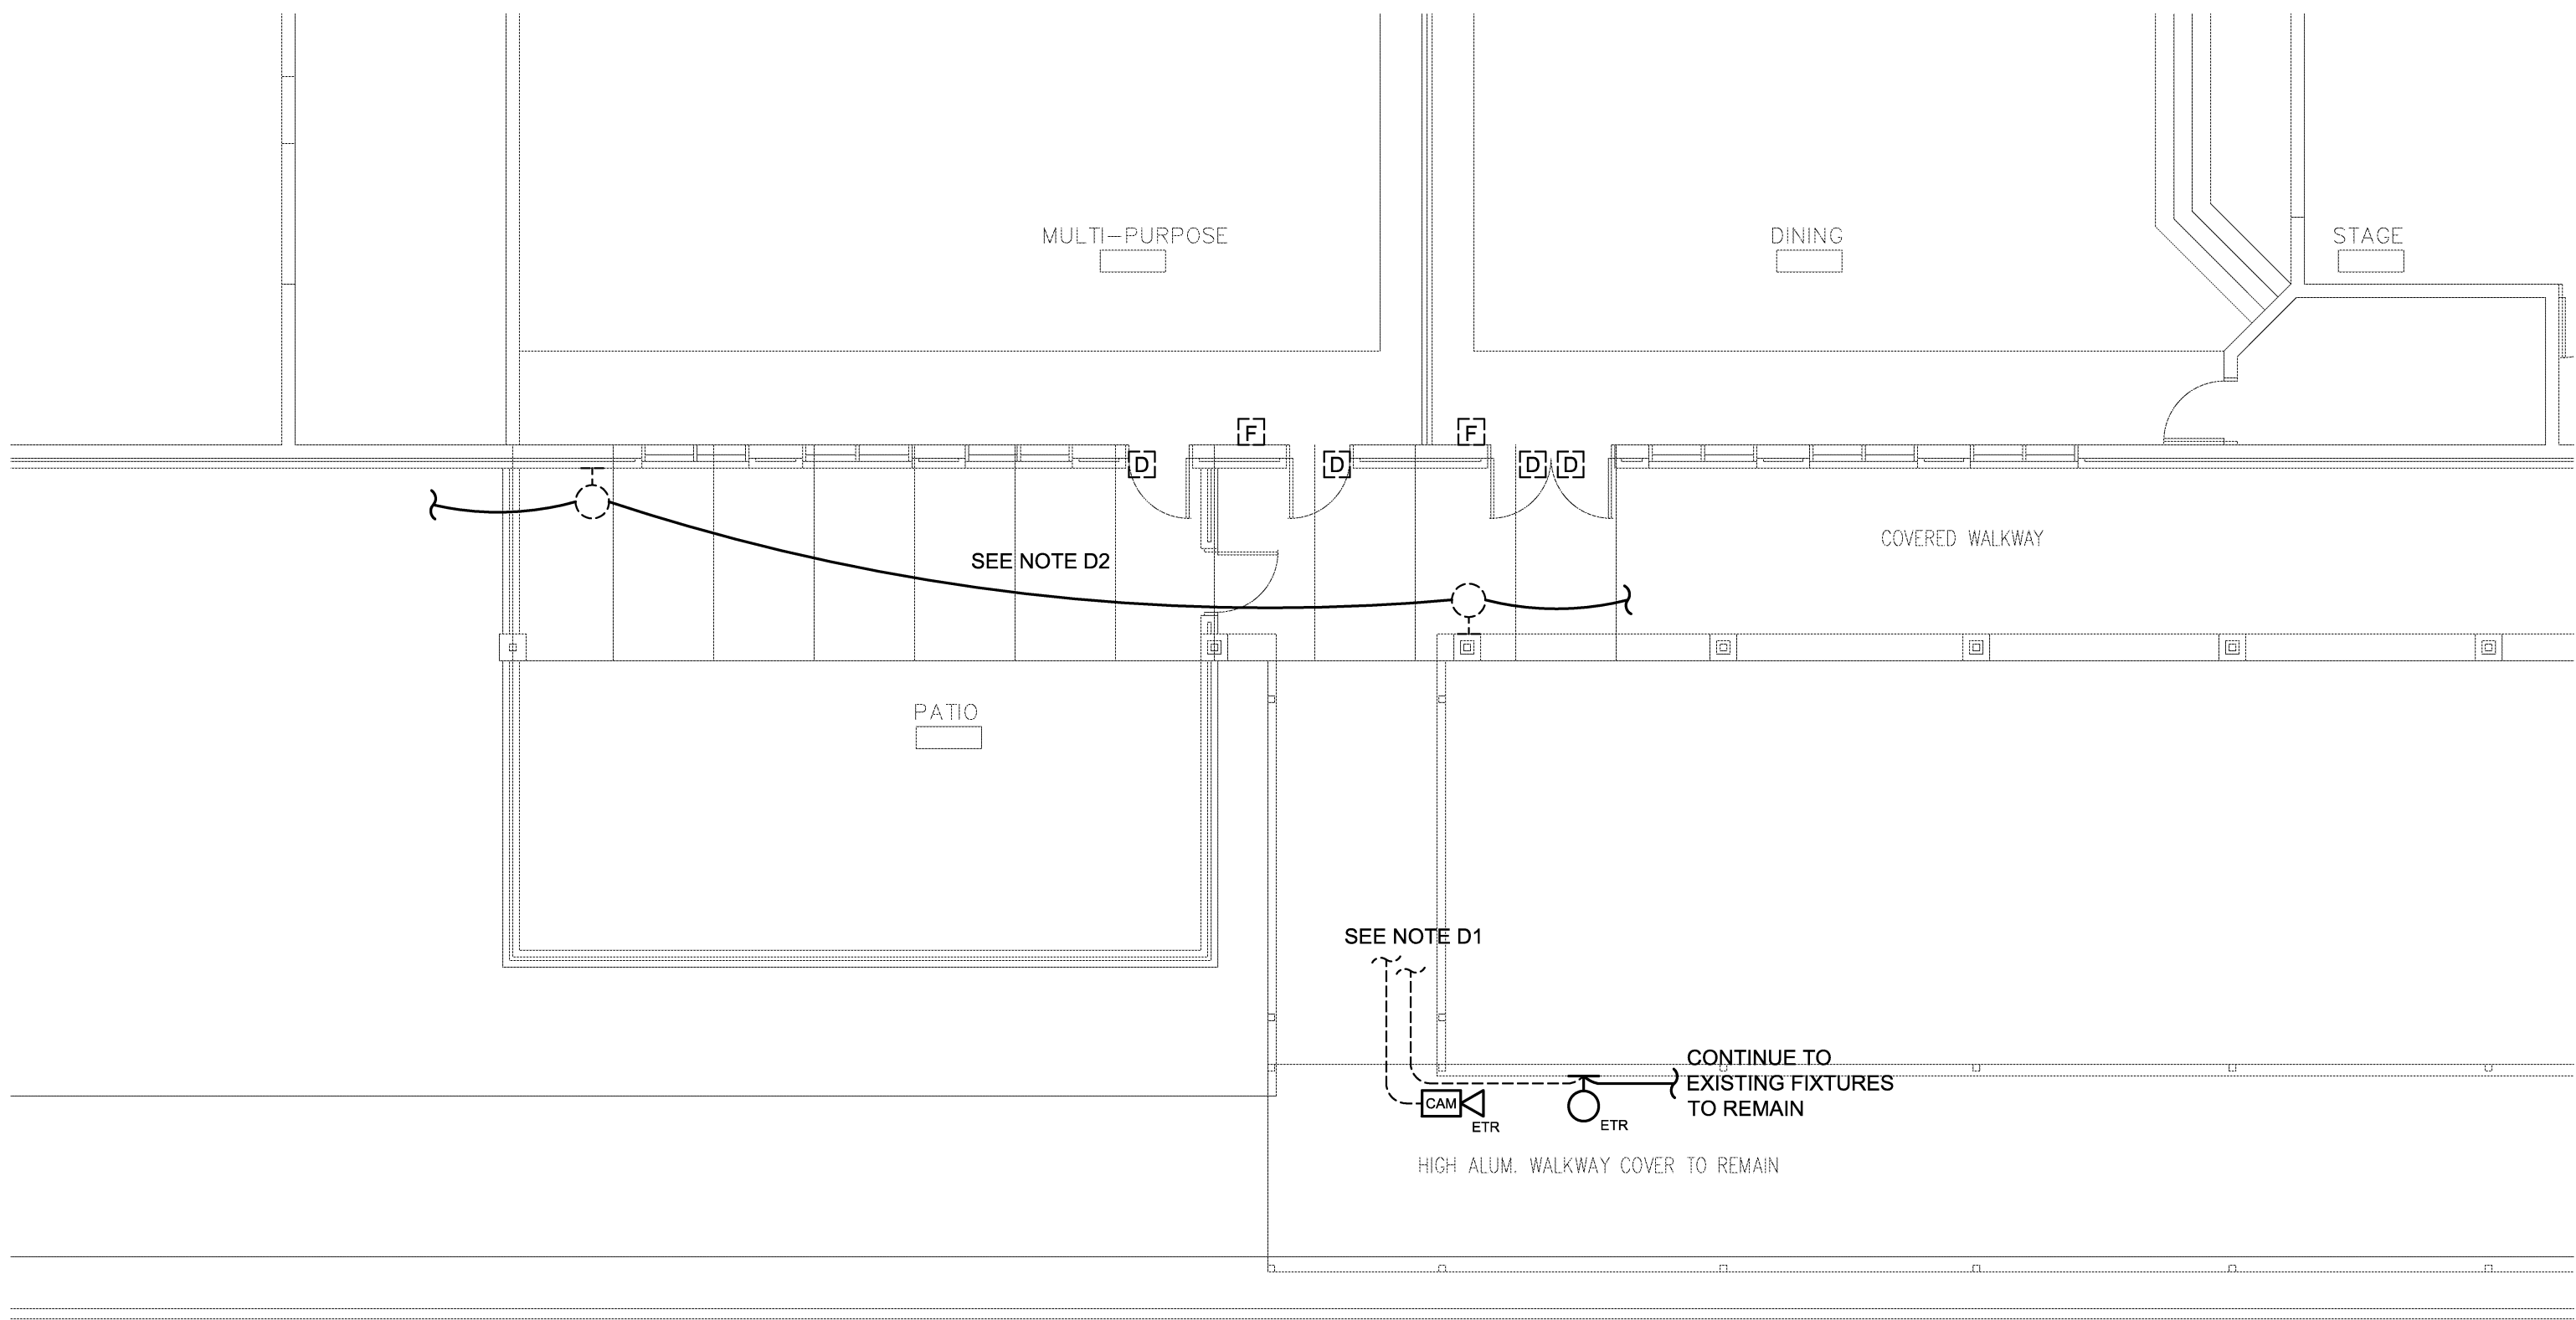 MULTI-PURPOSE
DINING
STAGE
F
F
D
D
D
D
COVERED WALKWAY
SEE NOTE D2
PATIO
SEE NOTE D1
CONTINUE TO
EXISTING FIXTURES
TO REMAIN
CAM
ETR
ETR
HIGH ALUM. WALKWAY COVER TO REMAIN